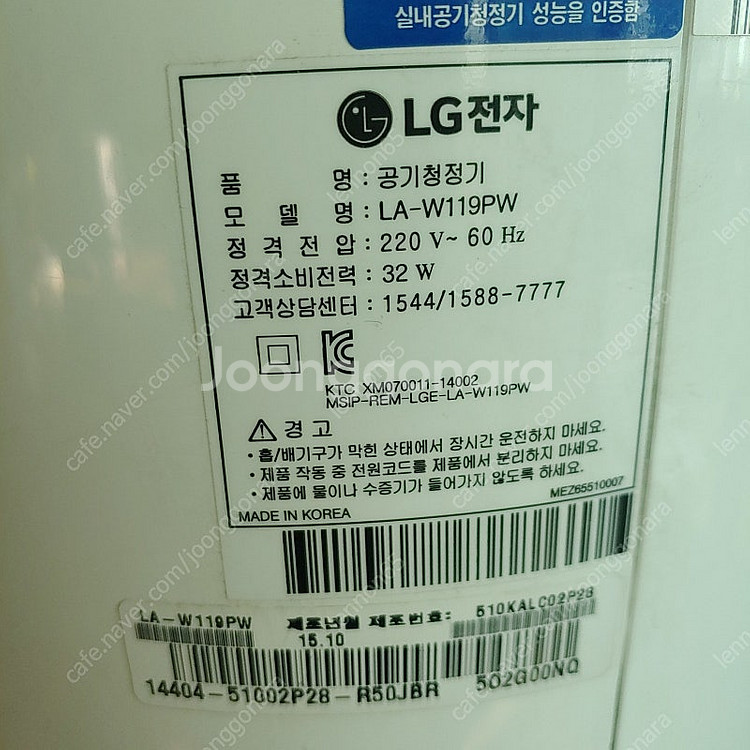 실내공기청정기 성능을 인증함
LG전자
품 명 : 공기청정기
모 델 명 : LA-W119PW
정 격 전 압 : 220 V~ 60 Hz
정격소비전력 : 32 W
고객상담센터 : 1544/1588-7777
KTC XM070011-14002
MSIP-REM-LGE-LA-W119PW
경 고
· 흡/배기구가 막힌 상태에서 장시간 운전하지 마세요.
· 제품 작동 중 전원코드를 제품에서 분리하지 마세요.
· 제품에 물이나 수증기가 들어가지 않도록 하세요.
MEZ65510007
MADE IN KOREA
LA-W119PW 제조년월 제조번호: 510KALC02P28
15.10
14404-51002P28-R50JBR 502G00NQ
Joonggonara
cafe.naver.com/joonggonara